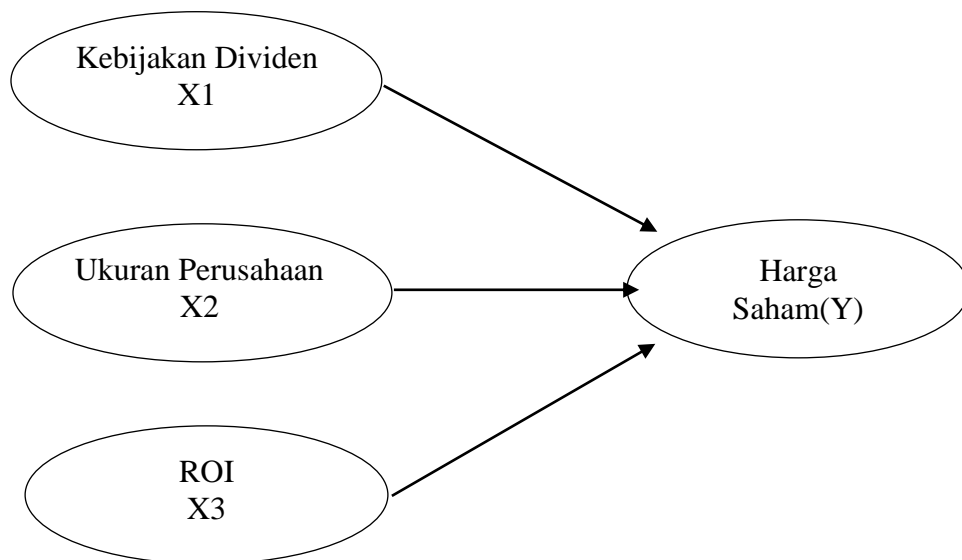 Kebijakan Dividen
X1
Ukuran Perusahaan
X2
Harga
Saham(Y)
ROI
X3